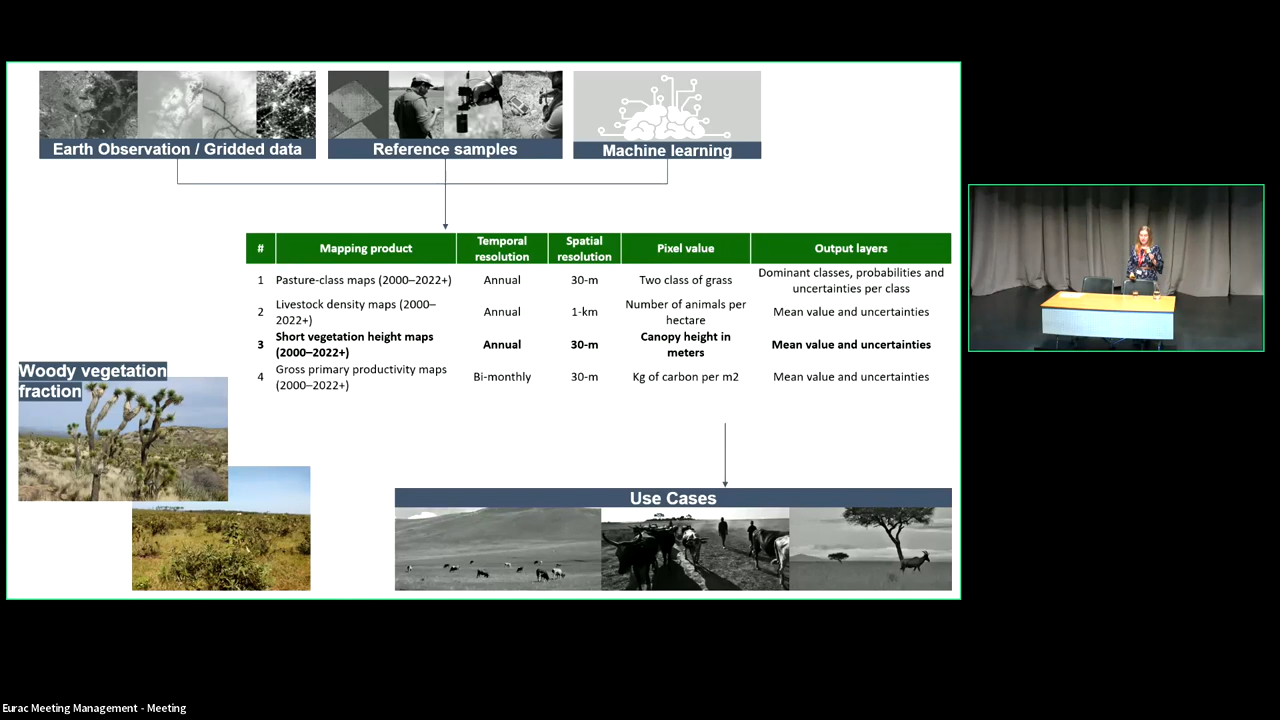 Earth Observation / Gridded data
Reference samples
Machine learning
# Mapping product Temporal resolution Spatial resolution Pixel value Output layers
1 Pasture-class maps (2000–2022+) Annual 30-m Two class of grass Dominant classes, probabilities and uncertainties per class
2 Livestock density maps (2000–2022+) Annual 1-km Number of animals per hectare Mean value and uncertainties
3 Short vegetation height maps (2000–2022+) Annual 30-m Canopy height in meters Mean value and uncertainties
4 Gross primary productivity maps (2000–2022+) Bi-monthly 30-m Kg of carbon per m2 Mean value and uncertainties
Woody vegetation
fraction
Use Cases
Eurac Meeting Management - Meeting